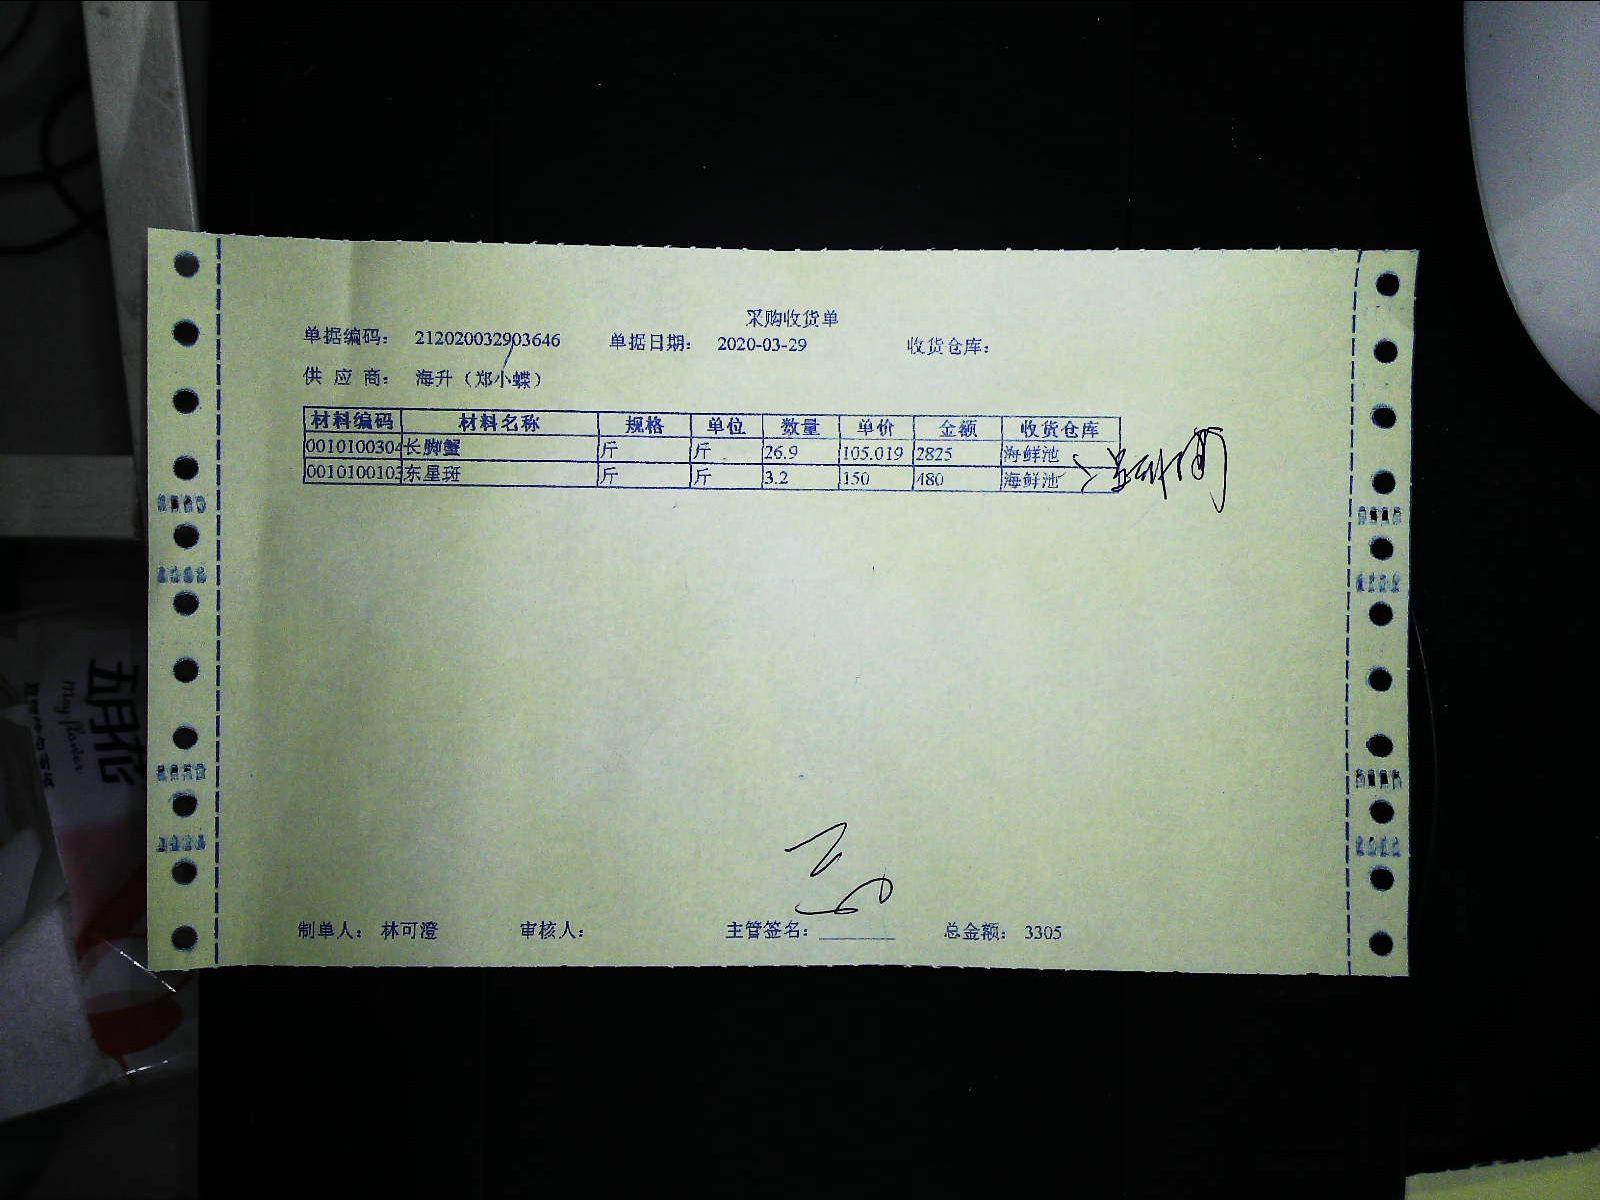 采购收货单
单据编码： 212020032903646 单据日期： 2020-03-29 收货仓库：
供 应 商： 海升（郑小蝶）
材料编码 材料名称 规格 单位 数量 单价 金额 收货仓库
0010100304 长脚蟹 斤 斤 26.9 105.019 2825 海鲜池
0010100103 东星斑 斤 斤 3.2 150 480 海鲜池
制单人： 林可澄 审核人： 主管签名： 总金额： 3305
五月花
May flower